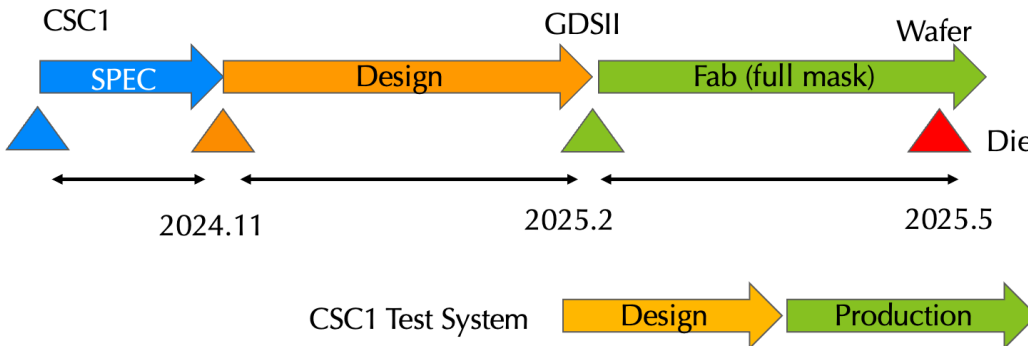 CSC1
GDSII
Wafer
SPEC
Design
Fab (full mask)
Die
2024.11
2025.2
2025.5
CSC1 Test System
Design
Production